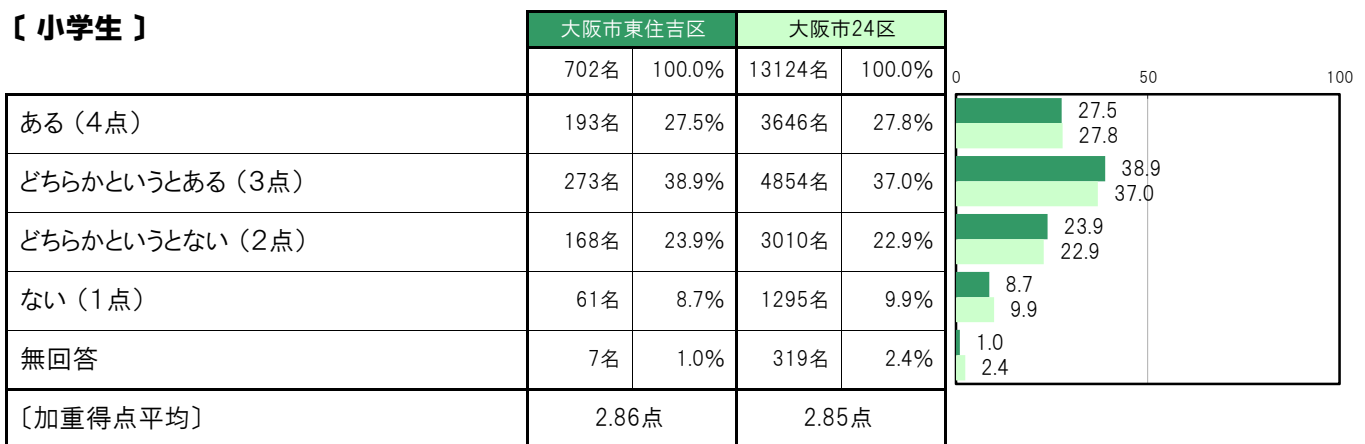 〔 小学生 〕
大阪市東住吉区 大阪市24区
702名 100.0% 13124名 100.0%
0 50 100
ある（4点） 193名 27.5% 3646名 27.8%
27.5
27.8
どちらかというとある（3点） 273名 38.9% 4854名 37.0%
38.9
37.0
どちらかというとない（2点） 168名 23.9% 3010名 22.9%
23.9
22.9
ない（1点） 61名 8.7% 1295名 9.9%
8.7
9.9
無回答 7名 1.0% 319名 2.4%
1.0
2.4
〔加重得点平均〕 2.86点 2.85点